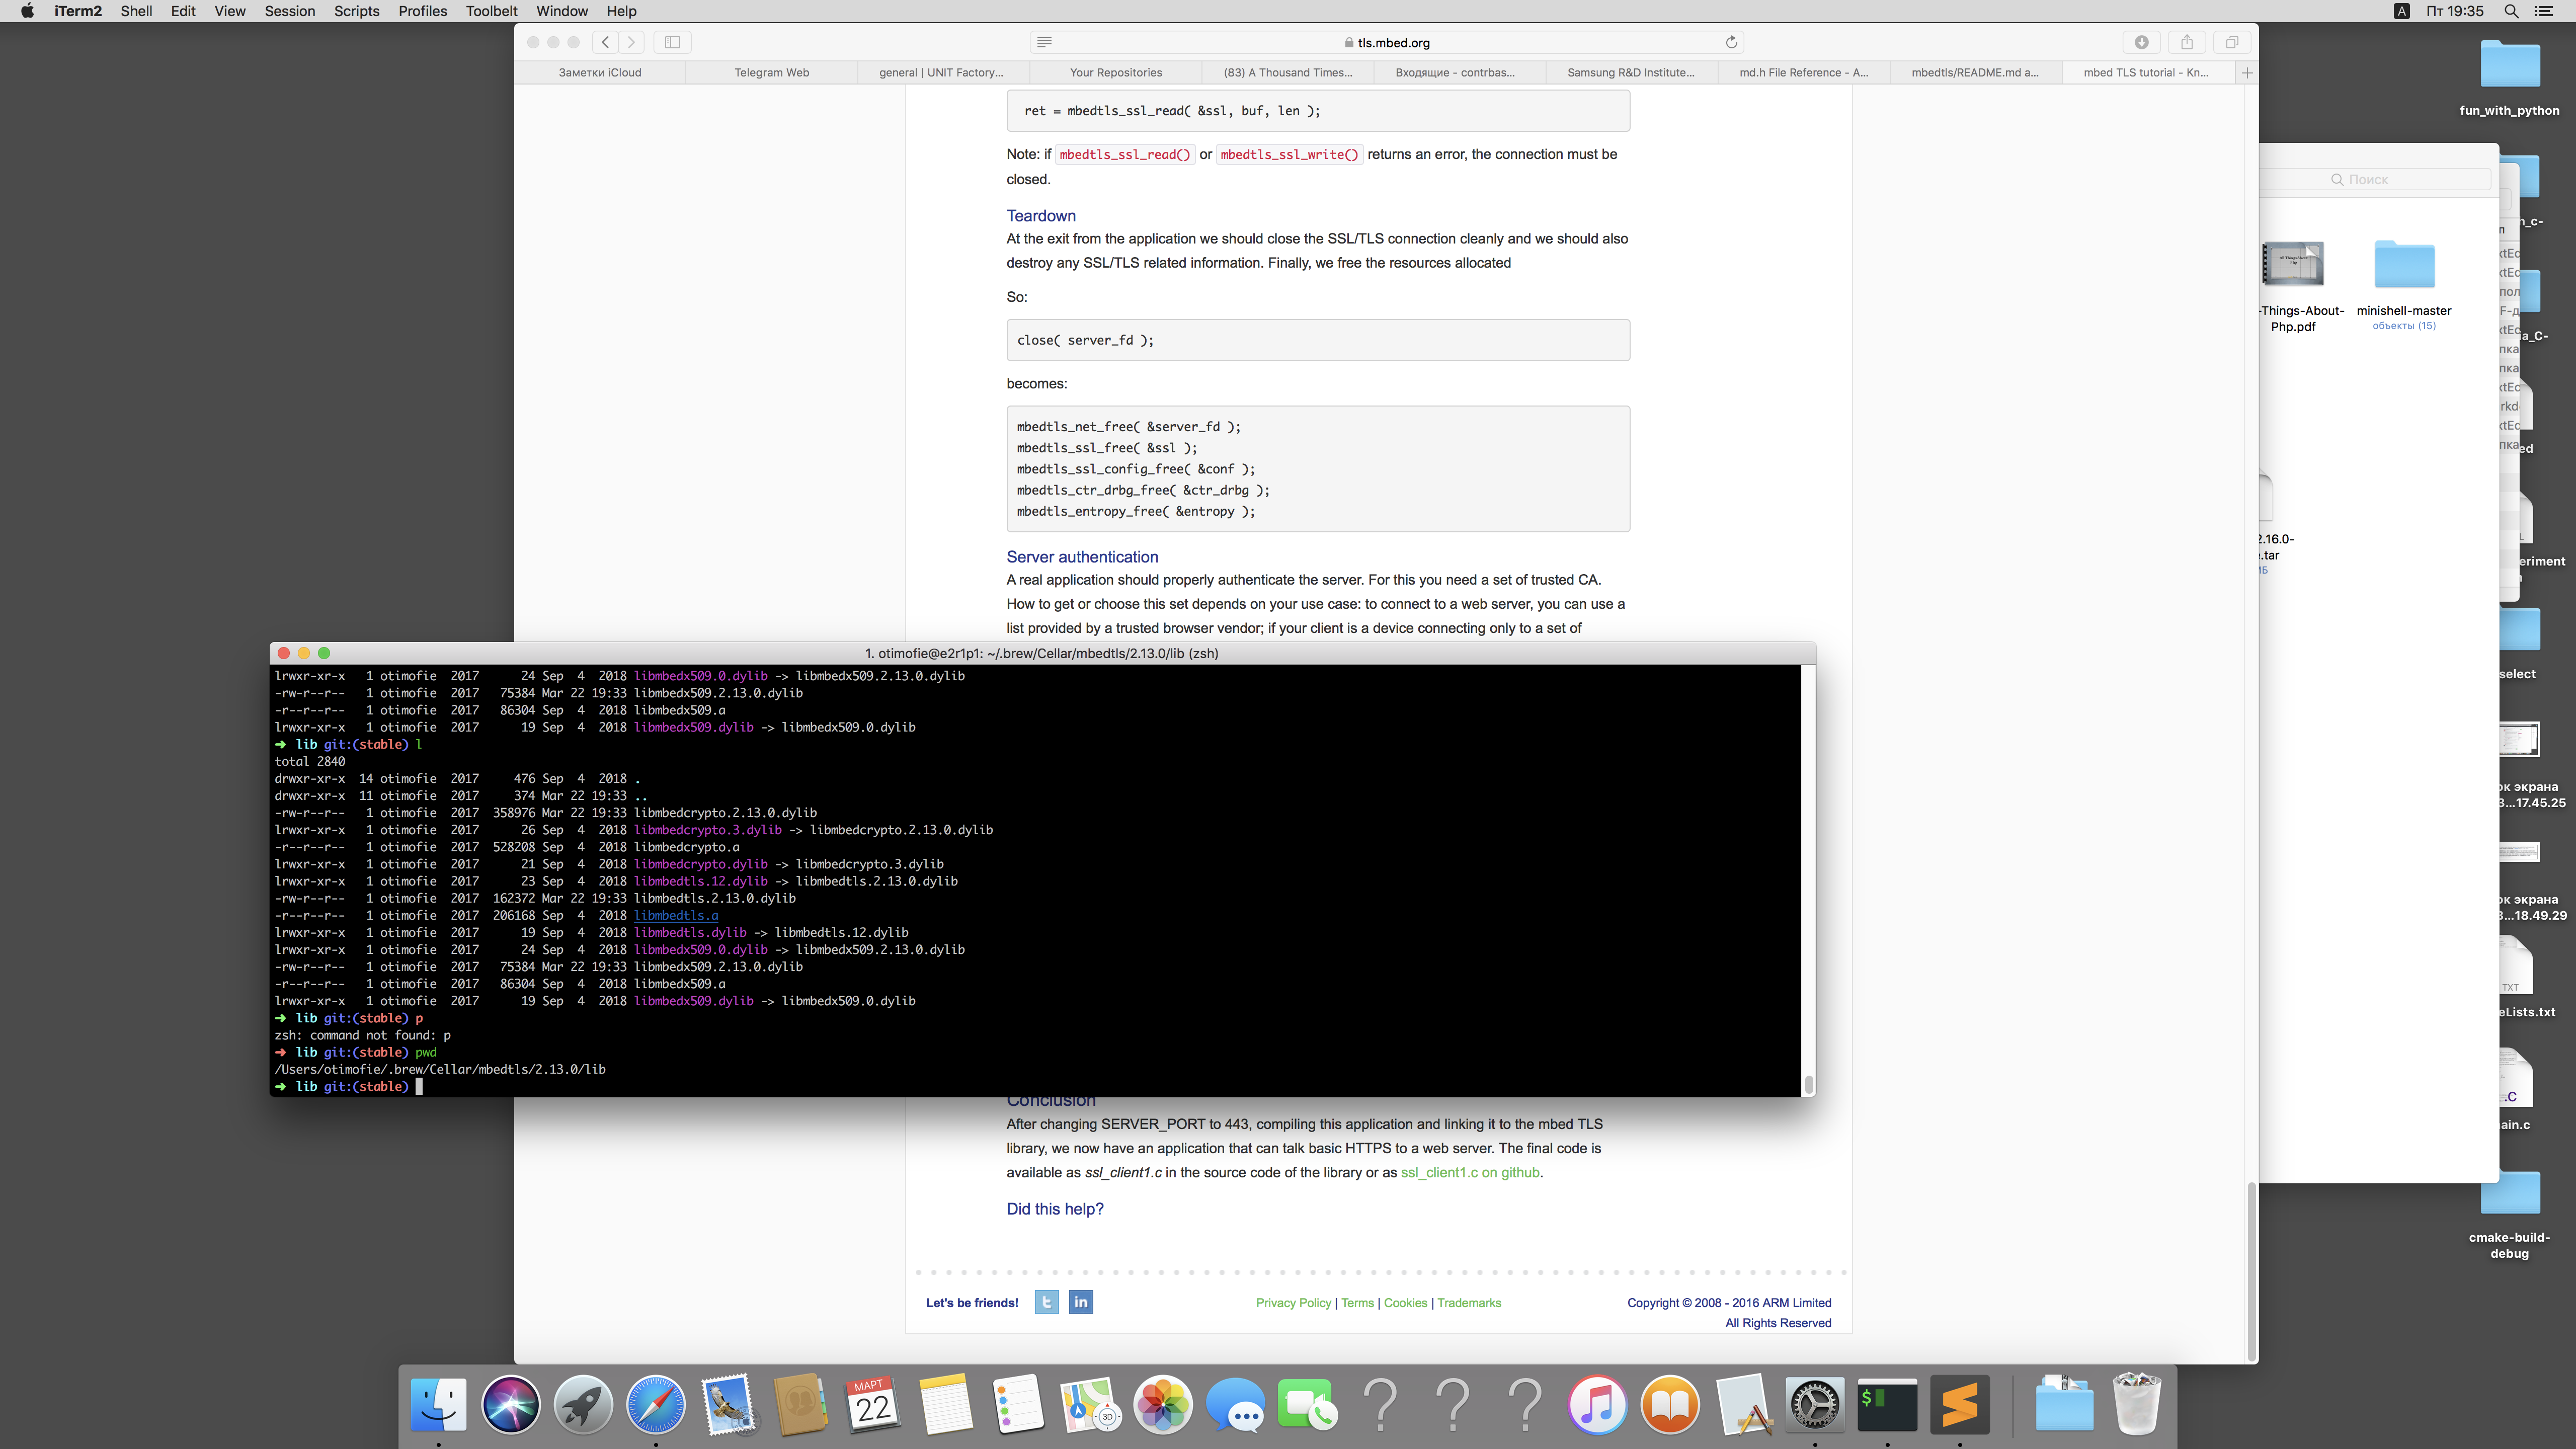 iTerm2 Shell Edit View Session Scripts Profiles Toolbelt Window Help A Пт 19:35
tls.mbed.org
Заметки iCloud Telegram Web general | UNIT Factory... Your Repositories (83) A Thousand Times... Входящие - contrbas... Samsung R&D Institute... md.h File Reference - A... mbedtls/README.md a... mbed TLS tutorial - Kn...
ret = mbedtls_ssl_read( &ssl, buf, len );
Note: if mbedtls_ssl_read() or mbedtls_ssl_write() returns an error, the connection must be
closed.
Teardown
At the exit from the application we should close the SSL/TLS connection cleanly and we should also
destroy any SSL/TLS related information. Finally, we free the resources allocated
So:
close( server_fd );
becomes:
mbedtls_net_free( &server_fd );
mbedtls_ssl_free( &ssl );
mbedtls_ssl_config_free( &conf );
mbedtls_ctr_drbg_free( &ctr_drbg );
mbedtls_entropy_free( &entropy );
Server authentication
A real application should properly authenticate the server. For this you need a set of trusted CA.
How to get or choose this set depends on your use case: to connect to a web server, you can use a
list provided by a trusted browser vendor; if your client is a device connecting only to a set of
1. otimofie@e2r1p1: ~/.brew/Cellar/mbedtls/2.13.0/lib (zsh)
lrwxr-xr-x 1 otimofie 2017 24 Sep 4 2018 libmbedx509.0.dylib -> libmbedx509.2.13.0.dylib
-rw-r--r-- 1 otimofie 2017 75384 Mar 22 19:33 libmbedx509.2.13.0.dylib
-r--r--r-- 1 otimofie 2017 86304 Sep 4 2018 libmbedx509.a
lrwxr-xr-x 1 otimofie 2017 19 Sep 4 2018 libmbedx509.dylib -> libmbedx509.0.dylib
➜ lib git:(stable) l
total 2840
drwxr-xr-x 14 otimofie 2017 476 Sep 4 2018 .
drwxr-xr-x 11 otimofie 2017 374 Mar 22 19:33 ..
-rw-r--r-- 1 otimofie 2017 358976 Mar 22 19:33 libmbedcrypto.2.13.0.dylib
lrwxr-xr-x 1 otimofie 2017 26 Sep 4 2018 libmbedcrypto.3.dylib -> libmbedcrypto.2.13.0.dylib
-r--r--r-- 1 otimofie 2017 528208 Sep 4 2018 libmbedcrypto.a
lrwxr-xr-x 1 otimofie 2017 21 Sep 4 2018 libmbedcrypto.dylib -> libmbedcrypto.3.dylib
lrwxr-xr-x 1 otimofie 2017 23 Sep 4 2018 libmbedtls.12.dylib -> libmbedtls.2.13.0.dylib
-rw-r--r-- 1 otimofie 2017 162372 Mar 22 19:33 libmbedtls.2.13.0.dylib
-r--r--r-- 1 otimofie 2017 206168 Sep 4 2018 libmbedtls.a
lrwxr-xr-x 1 otimofie 2017 19 Sep 4 2018 libmbedtls.dylib -> libmbedtls.12.dylib
lrwxr-xr-x 1 otimofie 2017 24 Sep 4 2018 libmbedx509.0.dylib -> libmbedx509.2.13.0.dylib
-rw-r--r-- 1 otimofie 2017 75384 Mar 22 19:33 libmbedx509.2.13.0.dylib
-r--r--r-- 1 otimofie 2017 86304 Sep 4 2018 libmbedx509.a
lrwxr-xr-x 1 otimofie 2017 19 Sep 4 2018 libmbedx509.dylib -> libmbedx509.0.dylib
➜ lib git:(stable) p
zsh: command not found: p
➜ lib git:(stable) pwd
/Users/otimofie/.brew/Cellar/mbedtls/2.13.0/lib
➜ lib git:(stable)
Conclusion
After changing SERVER_PORT to 443, compiling this application and linking it to the mbed TLS
library, we now have an application that can talk basic HTTPS to a web server. The final code is
available as ssl_client1.c in the source code of the library or as ssl_client1.c on github.
Did this help?
Let's be friends! Privacy Policy | Terms | Cookies | Trademarks Copyright © 2008 - 2016 ARM Limited
All Rights Reserved
fun_with_python
Поиск
-Things-About-
Php.pdf
minishell-master
объекты (15)
2.16.0-
.tar
select
ок экрана
3...17.45.25
ок экрана
3...18.49.29
TXT
eLists.txt
.C
ain.c
cmake-build-
debug
МАРТ
22
3D